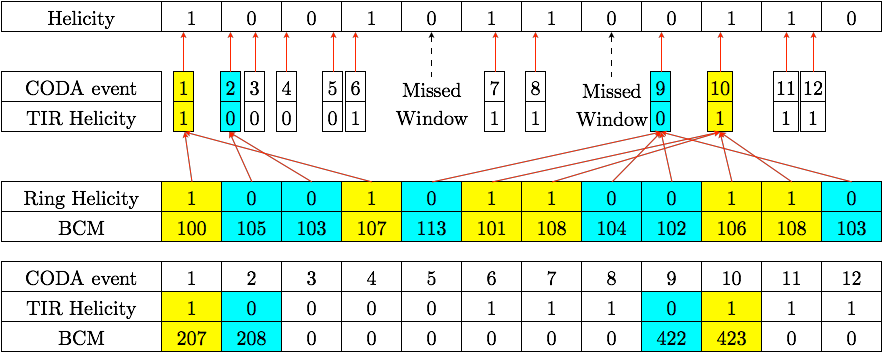 Helicity 1 0 0 1 0 1 1 0 0 1 1 0
CODA event 1 2 3 4 5 6 Missed 7 8 Missed 9 10 11 12
TIR Helicity 1 0 0 0 0 1 Window 1 1 Window 0 1 1 1
Ring Helicity 1 0 0 1 0 1 1 0 0 1 1 0
BCM 100 105 103 107 113 101 108 104 102 106 108 103
CODA event 1 2 3 4 5 6 7 8 9 10 11 12
TIR Helicity 1 0 0 0 0 1 1 1 0 1 1 1
BCM 207 208 0 0 0 0 0 0 422 423 0 0